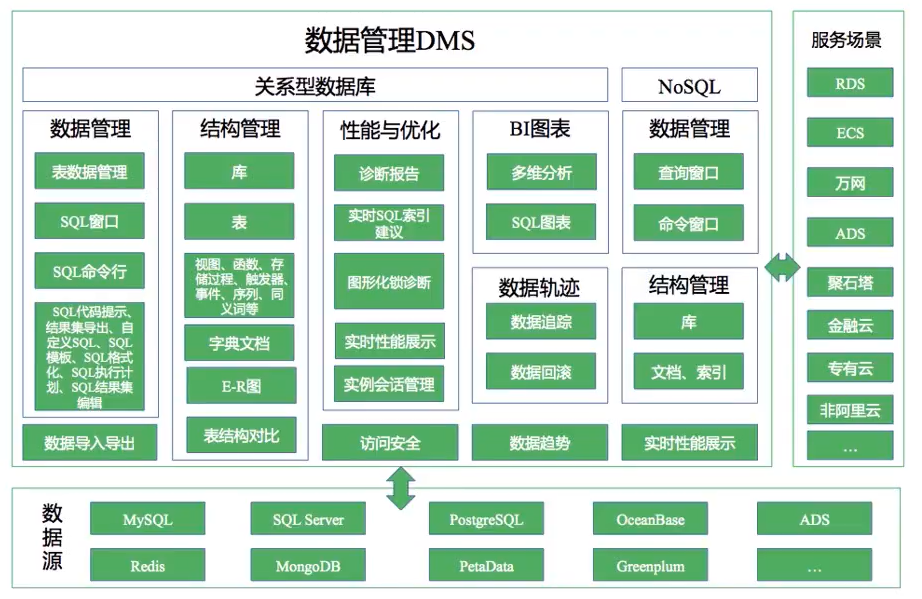 数据管理DMS
关系型数据库
NoSQL
数据管理
表数据管理
SQL窗口
SQL命令行
SQL代码提示、
结果集导出、自
定义SQL、SQL
模板、SQL格式
化、SQL执行计
划、SQL结果集
编辑
数据导入导出
结构管理
库
表
视图、函数、存
储过程、触发器、
事件、序列、同
义词等
字典文档
E-R图
表结构对比
性能与优化
诊断报告
实时SQL索引
建议
图形化锁诊断
实时性能展示
实例会话管理
访问安全
BI图表
多维分析
SQL图表
数据轨迹
数据追踪
数据回滚
数据趋势
数据管理
查询窗口
命令窗口
结构管理
库
文档、索引
实时性能展示
服务场景
RDS
ECS
万网
ADS
聚石塔
金融云
专有云
非阿里云
…
数
据
源
MySQL
SQL Server
PostgreSQL
OceanBase
ADS
Redis
MongoDB
PetaData
Greenplum
…